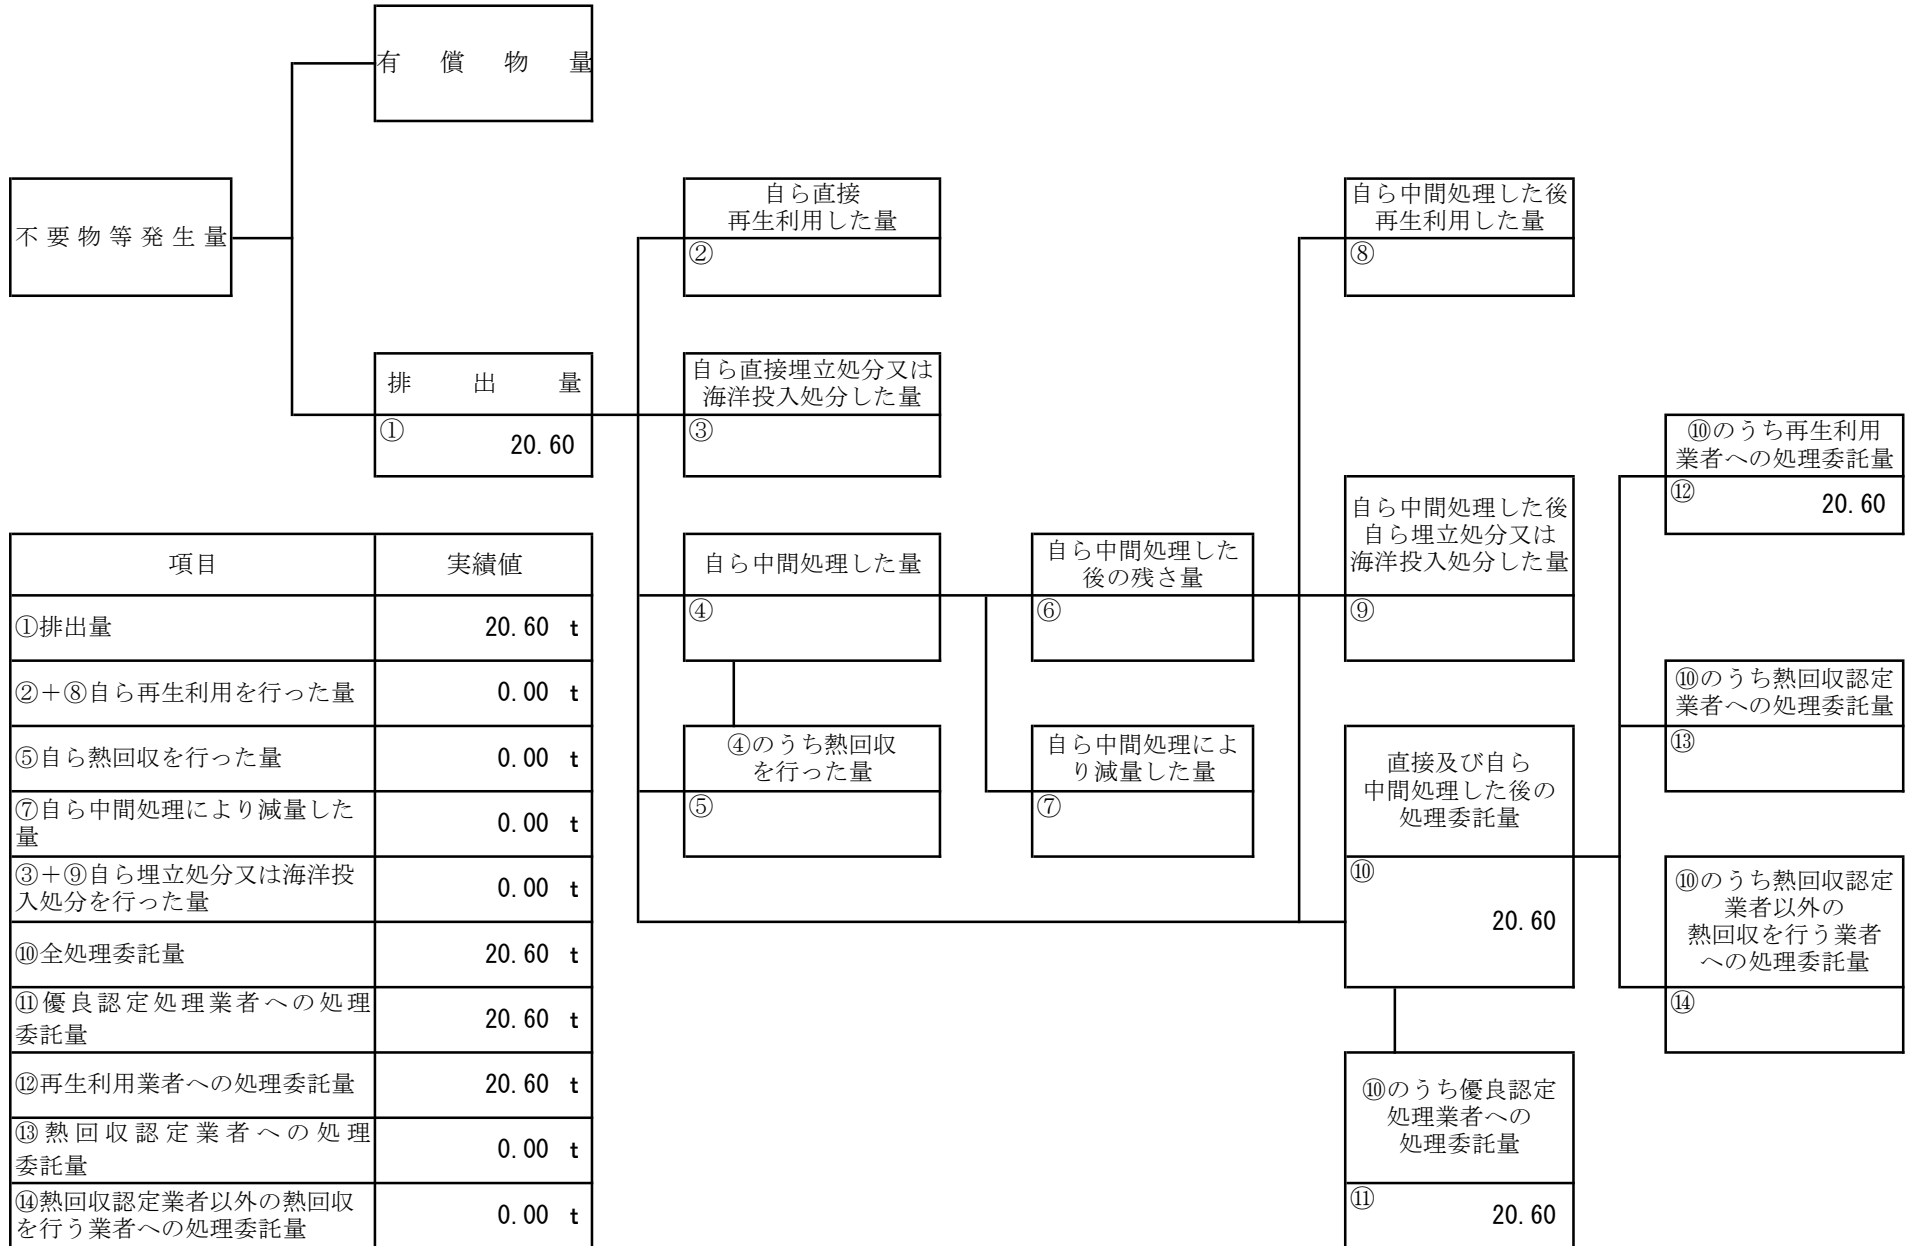 有償物量
不要物等発生量
排出量
①
20.60
自ら直接
再生利用した量
②
自ら直接埋立処分又は
海洋投入処分した量
③
自ら中間処理した量
④
④のうち熱回収
を行った量
⑤
自ら中間処理した
後の残さ量
⑥
自ら中間処理によ
り減量した量
⑦
自ら中間処理した後
再生利用した量
⑧
自ら中間処理した後
自ら埋立処分又は
海洋投入処分した量
⑨
直接及び自ら
中間処理した後の
処理委託量
⑩
20.60
⑩のうち優良認定
処理業者への
処理委託量
⑪
20.60
⑩のうち再生利用
業者への処理委託量
⑫
20.60
⑩のうち熱回収認定
業者への処理委託量
⑬
⑩のうち熱回収認定
業者以外の
熱回収を行う業者
への処理委託量
⑭
項目 実績値
①排出量 20.60 t
②＋⑧自ら再生利用を行った量 0.00 t
⑤自ら熱回収を行った量 0.00 t
⑦自ら中間処理により減量した
量 0.00 t
③＋⑨自ら埋立処分又は海洋投
入処分を行った量 0.00 t
⑩全処理委託量 20.60 t
⑪優良認定処理業者への処理
委託量 20.60 t
⑫再生利用業者への処理委託量 20.60 t
⑬熱回収認定業者への処理
委託量 0.00 t
⑭熱回収認定業者以外の熱回収
を行う業者への処理委託量 0.00 t